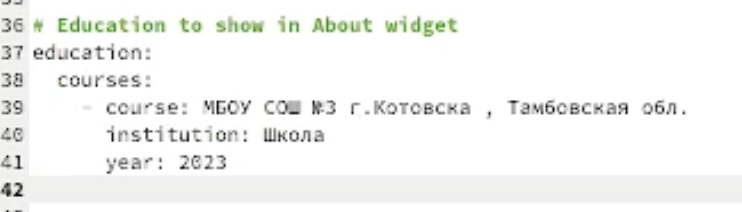 36 # Education to show in About widget
37 education:
38   courses:
39     - course: МБОУ СОШ №3 г.Котовска , Тамбовская обл.
40       institution: Школа
41       year: 2023
42